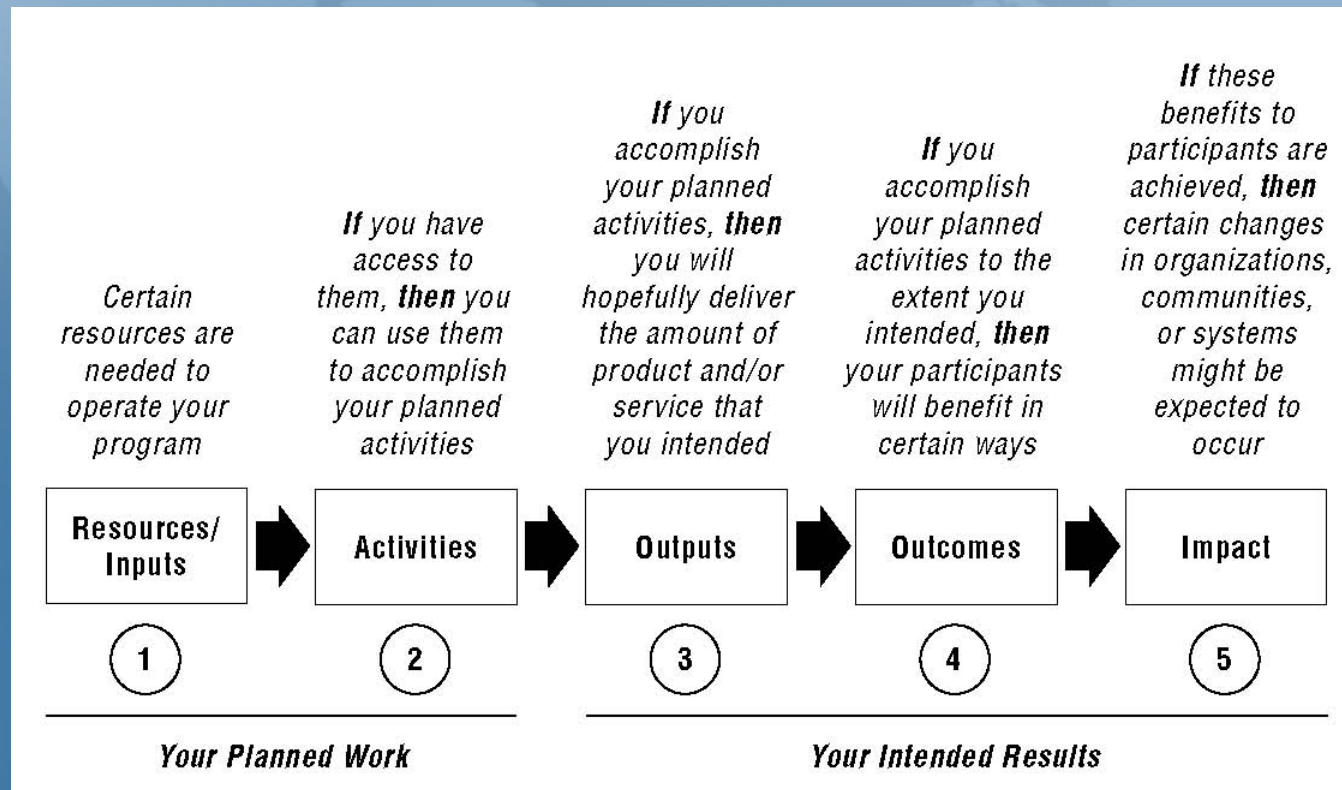 Certain
resources are
needed to
operate your
program
If you have
access to
them, then you
can use them
to accomplish
your planned
activities
If you
accomplish
your planned
activities, then
you will
hopefully deliver
the amount of
product and/or
service that
you intended
If you
accomplish
your planned
activities to the
extent you
intended, then
your participants
will benefit in
certain ways
If these
benefits to
participants are
achieved, then
certain changes
in organizations,
communities,
or systems
might be
expected to
occur
Resources/
Inputs
Activities
Outputs
Outcomes
Impact
1
2
3
4
5
Your Planned Work
Your Intended Results